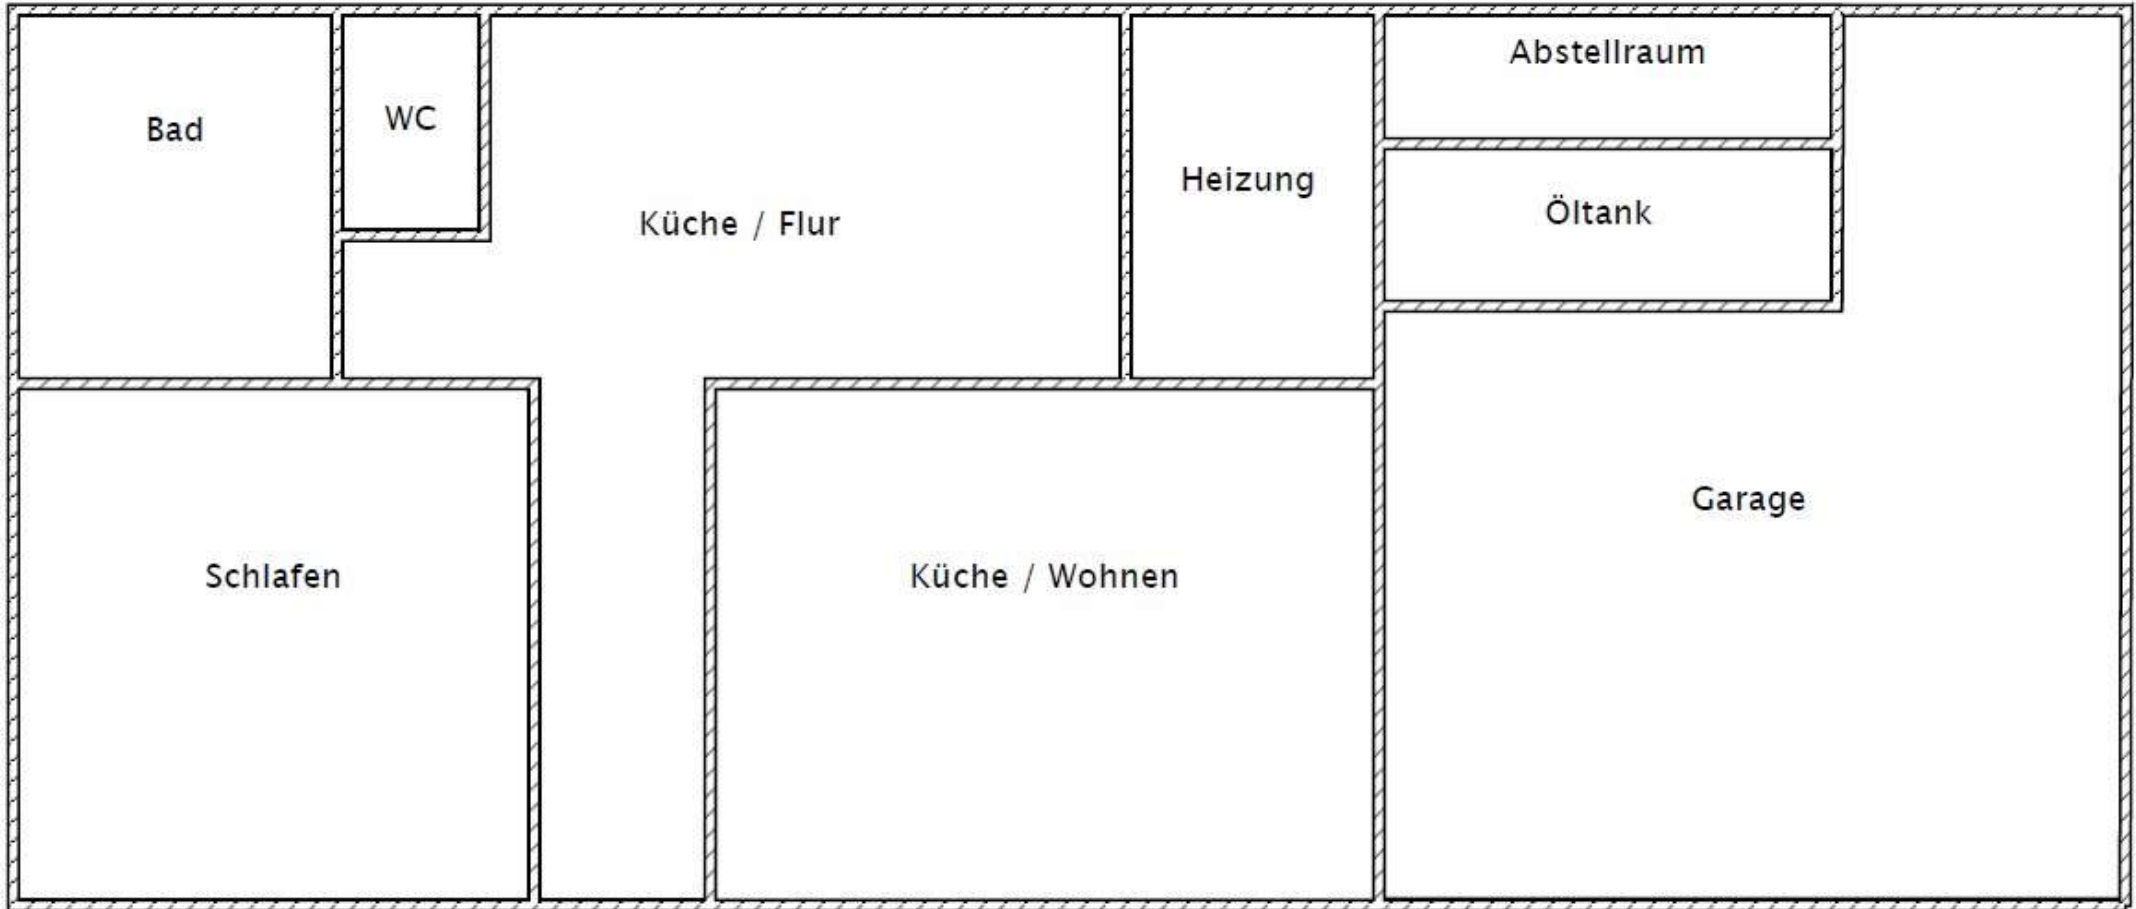 Abstellraum
Bad
WC
Heizung
Öltank
Küche / Flur
Garage
Schlafen
Küche / Wohnen